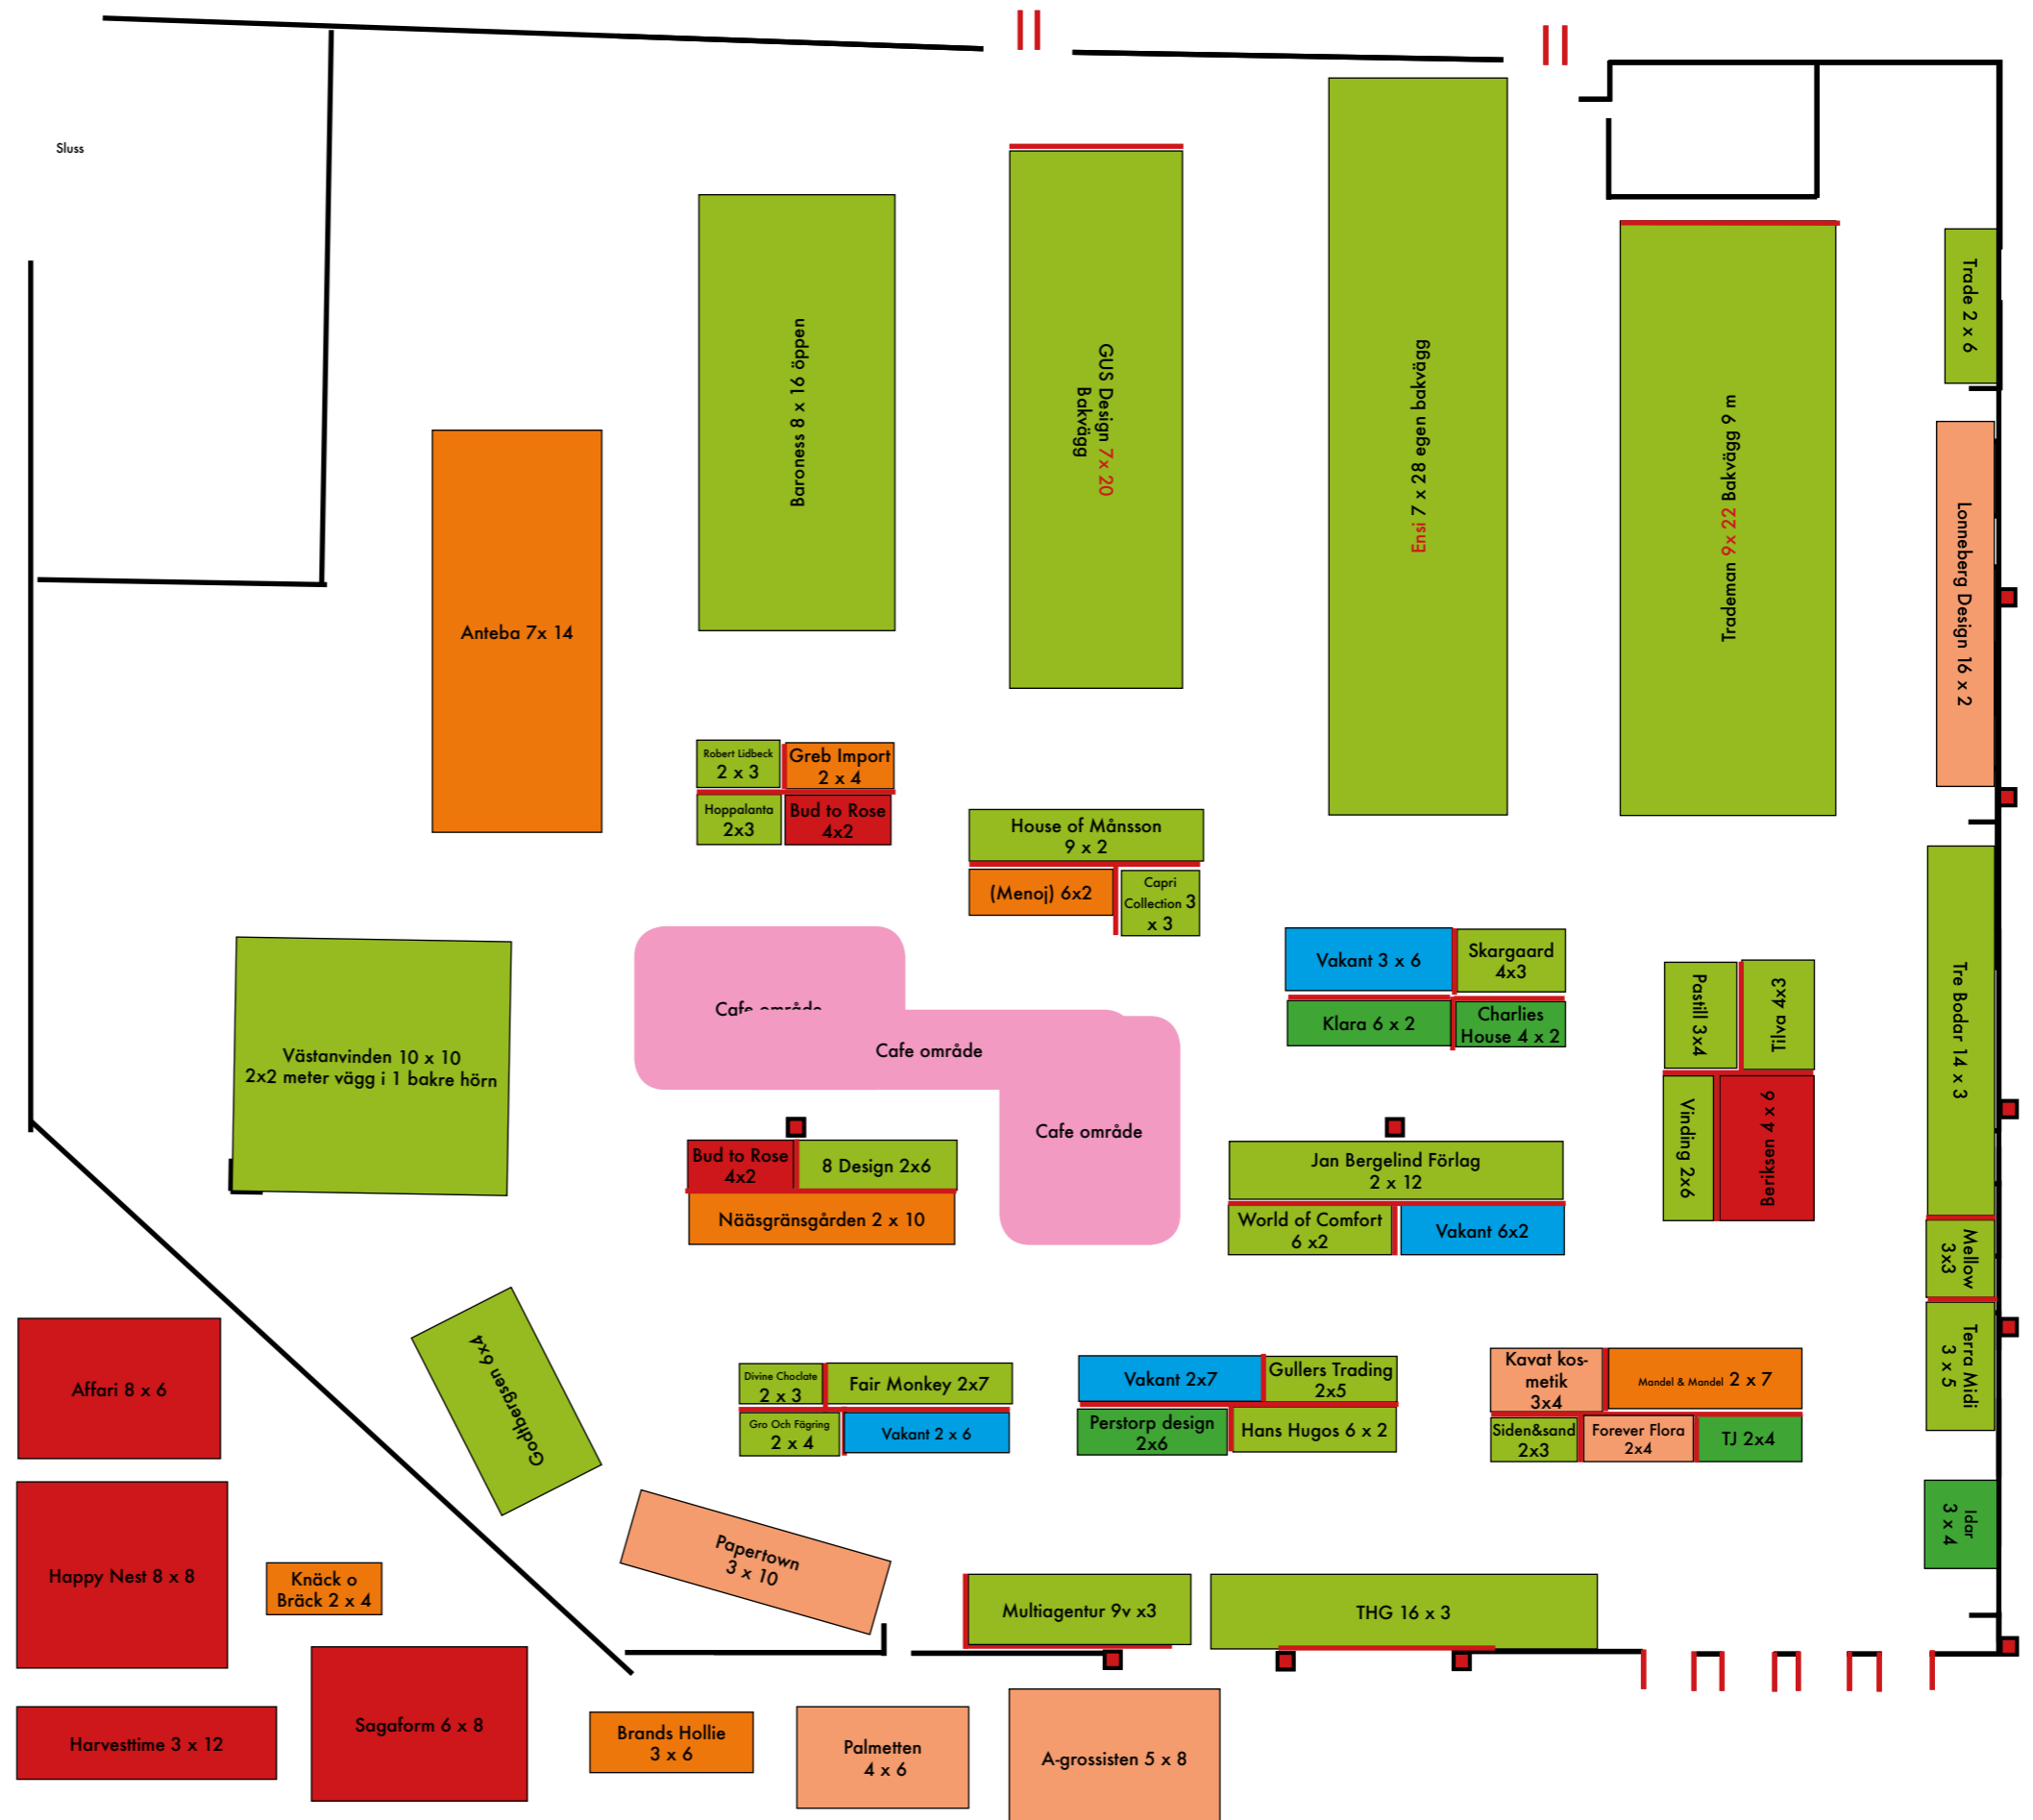 Sluss
Trade 2 x 6
Baroness 8 x 16 öppen
GUS Design 7x 20
Bakvägg
Ensi 7 x 28 egen bakvägg
Trademan 9x 22 Bakvägg 9 m
Lonneberg Design 16 x 2
Anteba 7x 14
Robert Lidbeck
2 x 3
Greb Import
2 x 4
Hoppalanta
2x3
Bud to Rose
4x2
House of Månsson
9 x 2
(Menoj) 6x2
Capri
Collection 3
x 3
Vakant 3 x 6
Skargaard
4x3
Klara 6 x 2
Charlies
House 4 x 2
Pastill 3x4
Tilva 4x3
Vinding 2x6
Beriksen 4 x 6
Tre Bodar 14 x 3
Cafe område
Cafe område
Cafe område
Västanvinden 10 x 10
2x2 meter vägg i 1 bakre hörn
Bud to Rose
4x2
8 Design 2x6
Nääsgränsgården 2 x 10
Jan Bergelind Förlag
2 x 12
World of Comfort
6 x2
Vakant 6x2
Mellow
3x3
Terra Midi
3 x 5
Godhbergsen 6x4
Affari 8 x 6
Divine Choclate
2 x 3
Fair Monkey 2x7
Gro Och Fägring
2 x 4
Vakant 2 x 6
Vakant 2x7
Gullers Trading
2x5
Perstorp design
2x6
Hans Hugos 6 x 2
Kavat kos-
metik
3x4
Mandel & Mandel 2 x 7
Siden&sand
2x3
Forever Flora
2x4
TJ 2x4
Idar
3 x 4
Happy Nest 8 x 8
Knäck o
Bräck 2 x 4
Papertown
3 x 10
Multiagentur 9v x3
THG 16 x 3
Harvesttime 3 x 12
Sagaform 6 x 8
Brands Hollie
3 x 6
Palmetten
4 x 6
A-grossisten 5 x 8